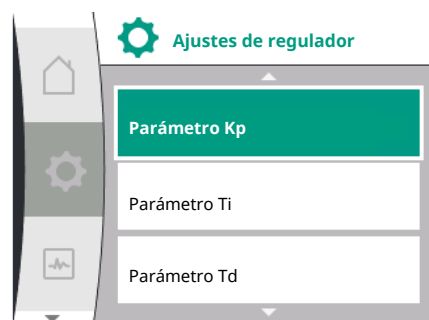 Ajustes de regulador
Parámetro Kp
Parámetro Ti
Parámetro Td